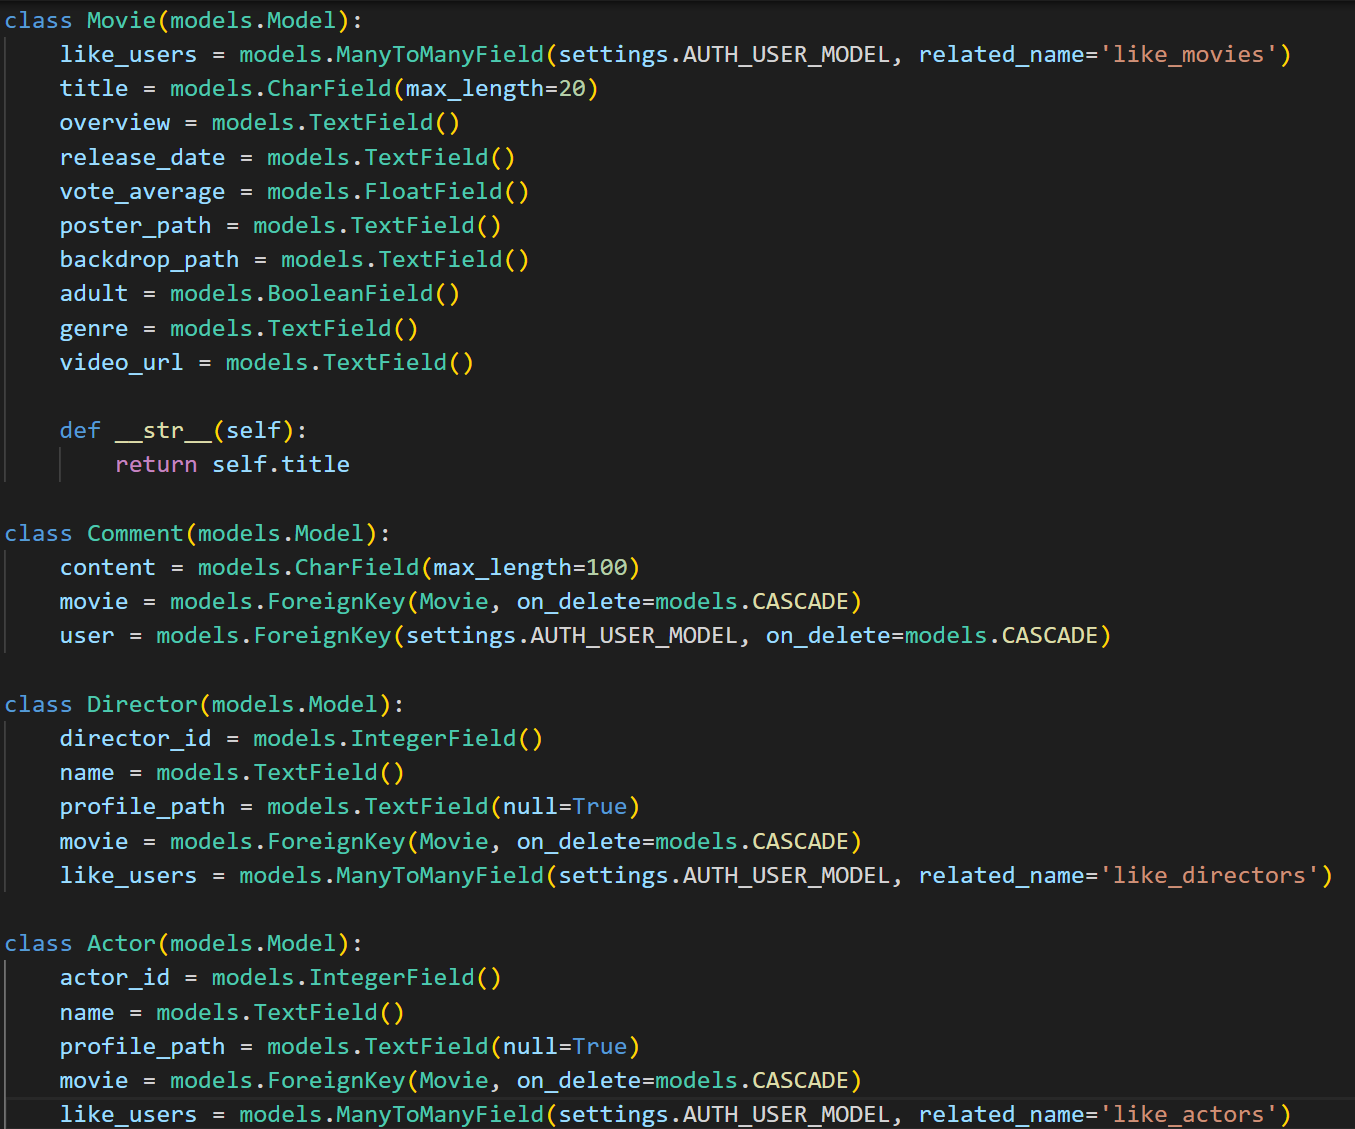 class Movie(models.Model):
    like_users = models.ManyToManyField(settings.AUTH_USER_MODEL, related_name='like_movies')
    title = models.CharField(max_length=20)
    overview = models.TextField()
    release_date = models.TextField()
    vote_average = models.FloatField()
    poster_path = models.TextField()
    backdrop_path = models.TextField()
    adult = models.BooleanField()
    genre = models.TextField()
    video_url = models.TextField()

    def __str__(self):
        return self.title

class Comment(models.Model):
    content = models.CharField(max_length=100)
    movie = models.ForeignKey(Movie, on_delete=models.CASCADE)
    user = models.ForeignKey(settings.AUTH_USER_MODEL, on_delete=models.CASCADE)

class Director(models.Model):
    director_id = models.IntegerField()
    name = models.TextField()
    profile_path = models.TextField(null=True)
    movie = models.ForeignKey(Movie, on_delete=models.CASCADE)
    like_users = models.ManyToManyField(settings.AUTH_USER_MODEL, related_name='like_directors')

class Actor(models.Model):
    actor_id = models.IntegerField()
    name = models.TextField()
    profile_path = models.TextField(null=True)
    movie = models.ForeignKey(Movie, on_delete=models.CASCADE)
    like_users = models.ManyToManyField(settings.AUTH_USER_MODEL, related_name='like_actors')